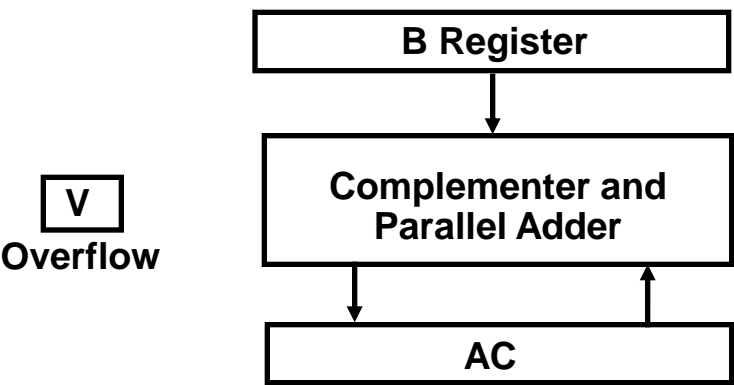 B Register
Complementer and
Parallel Adder
V
Overflow
AC